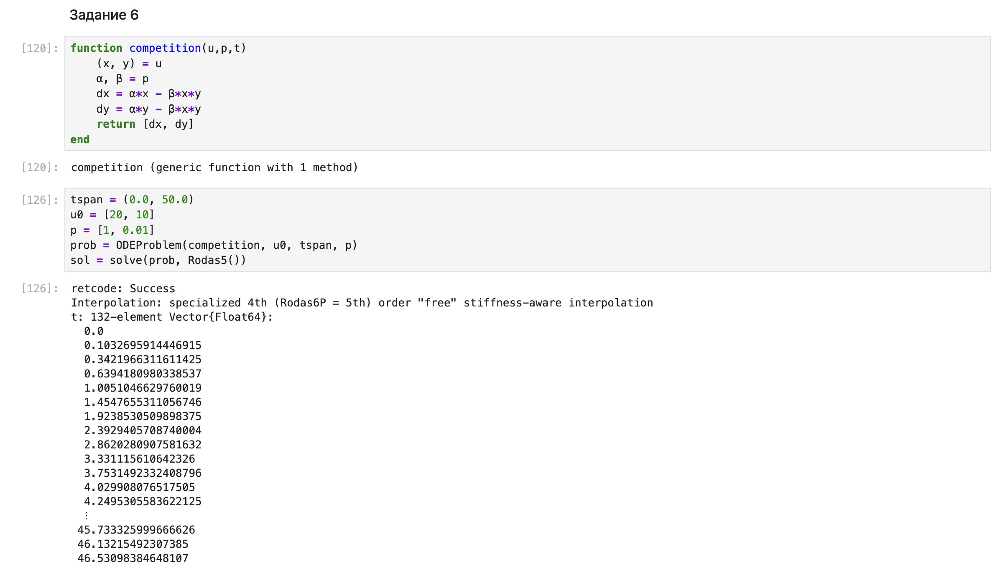 Задание 6
[120]: function competition(u,p,t)
    (x, y) = u
    α, β = p
    dx = α*x - β*x*y
    dy = α*y - β*x*y
    return [dx, dy]
end
[120]: competition (generic function with 1 method)
[126]: tspan = (0.0, 50.0)
u0 = [20, 10]
p = [1, 0.01]
prob = ODEProblem(competition, u0, tspan, p)
sol = solve(prob, Rodas5())
[126]: retcode: Success
Interpolation: specialized 4th (Rodas6P = 5th) order "free" stiffness-aware interpolation
t: 132-element Vector{Float64}:
  0.0
  0.1032695914446915
  0.3421966311611425
  0.6394180980338537
  1.0051046629760019
  1.4547655311056746
  1.9238530509898375
  2.3929405708740004
  2.8620280907581632
  3.331115610642326
  3.7531492332408796
  4.029908076517505
  4.2495305583622125
  ⋮
 45.733325999666626
 46.13215492307385
 46.53098384648107